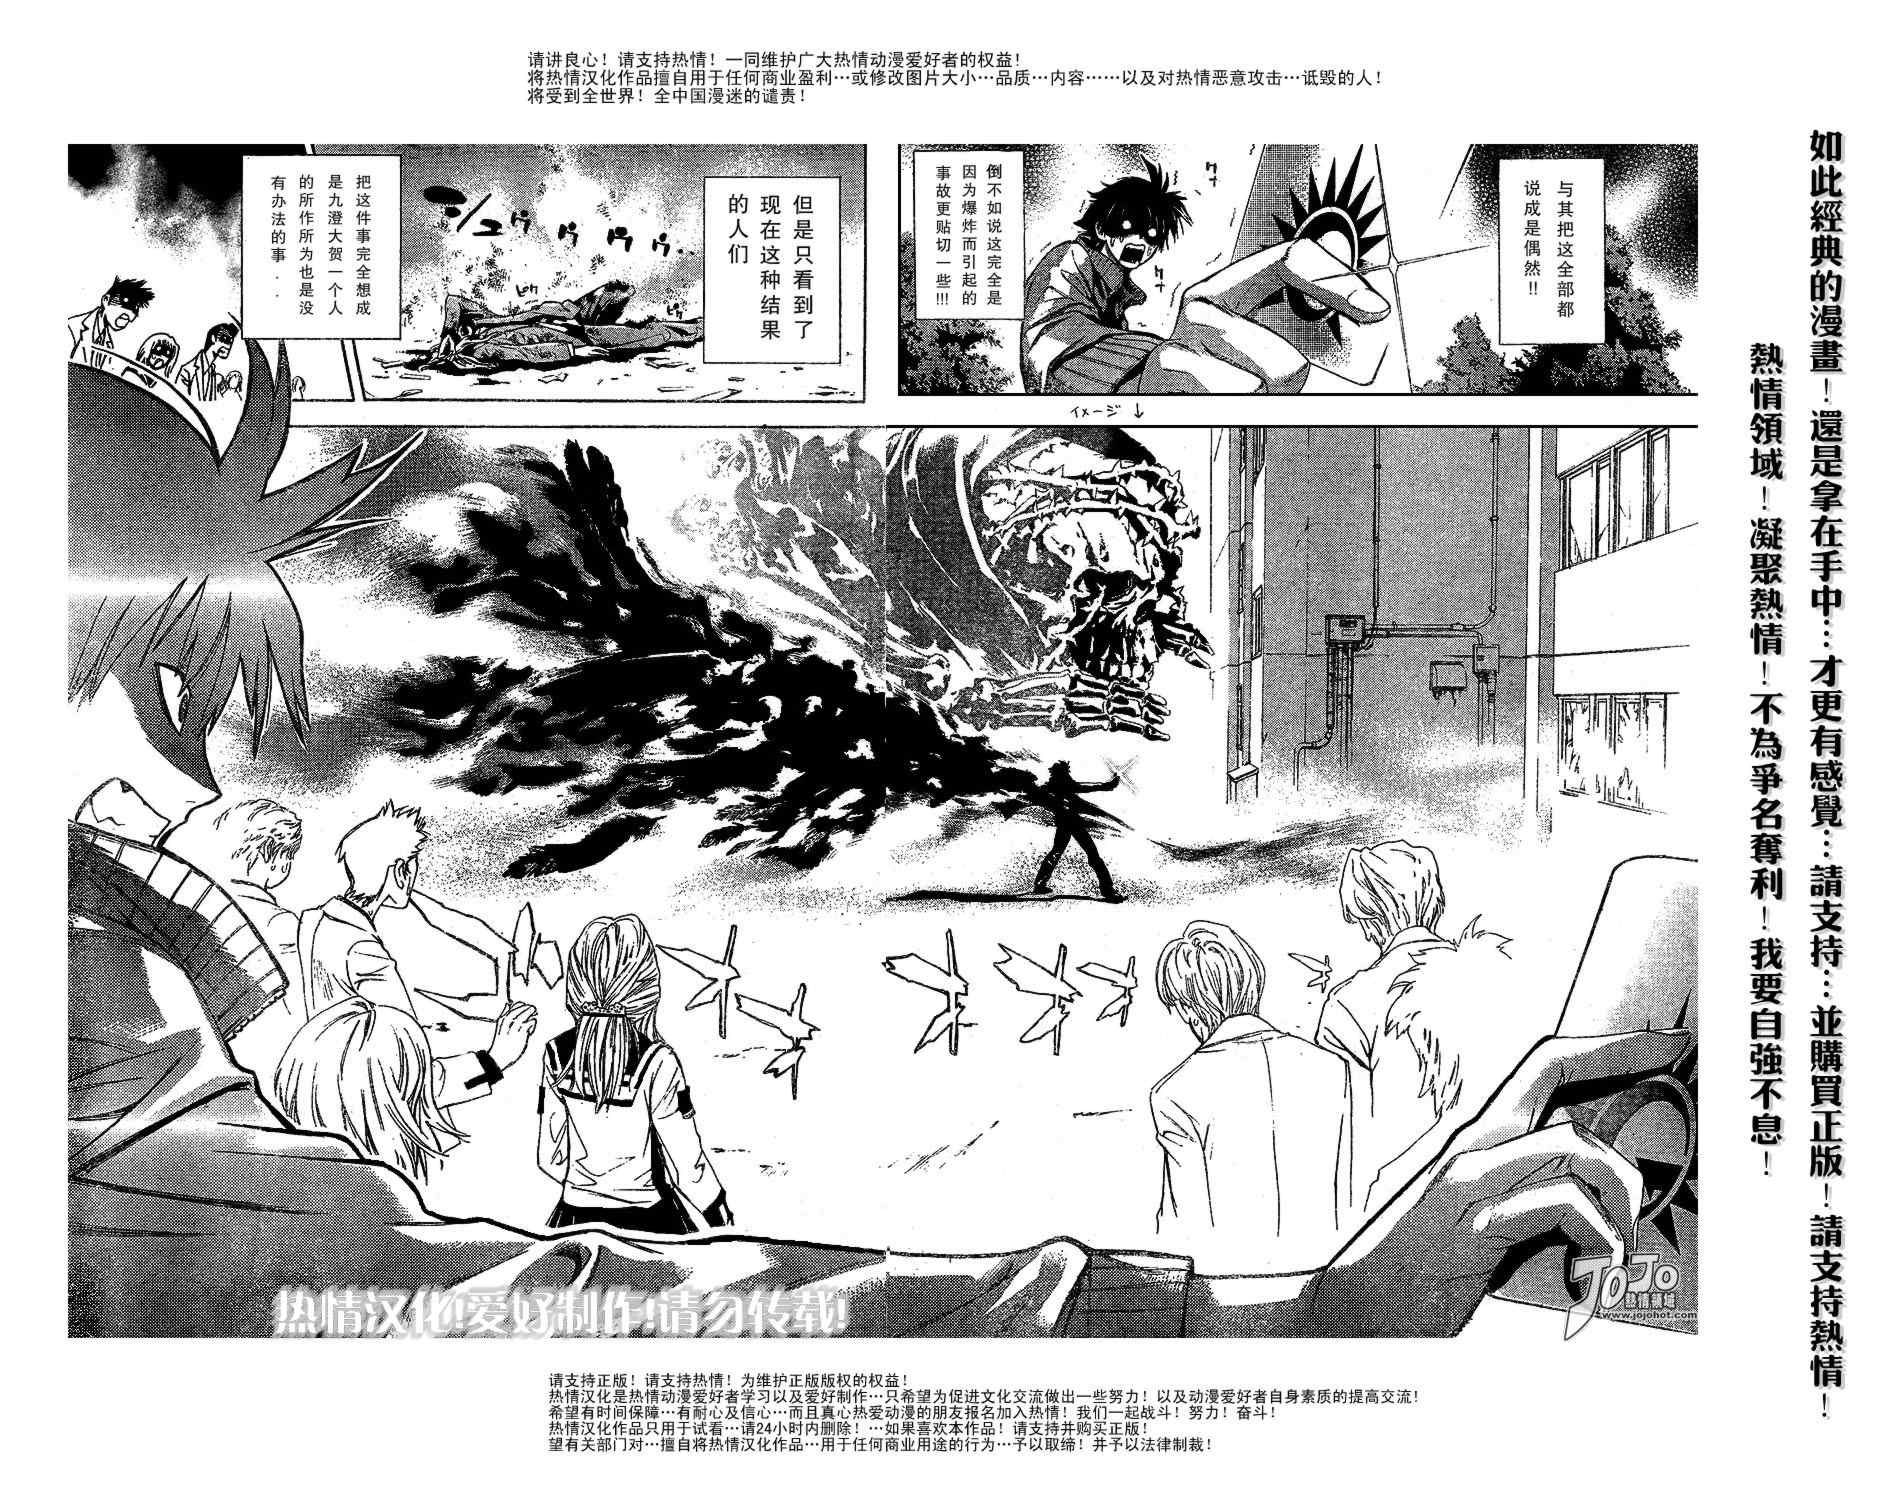 请讲良心！请支持热情！一同维护广大热情动漫爱好者的权益！
将热情汉化作品擅自用于任何商业盈利…或修改图片大小…品质…内容……以及对热情恶意攻击…诋毁的人！
将受到全世界！全中国漫迷的谴责！
与其把这全部都
说成是偶然!!
倒不如说这完全是
因为爆炸而引起的
事故更贴切一些!!!
但是只看到了
现在这种结果
的人们
把这件事完全想成
是九澄大贺一个人
的所作所为也是没
有办法的事．．
イメージ↓
如此經典的漫畫！還是拿在手中…才更有感覺…請支持…並購買正版！請支持熱情！
熱情領域！凝聚熱情！不為爭名奪利！我要自強不息！
热情汉化!爱好制作!请勿转载!
JOJO
热情领域
www.jojohot.com
请支持正版！请支持热情！为维护正版版权的权益！
热情汉化是热情动漫爱好者学习以及爱好制作…只希望为促进文化交流做出一些努力！以及动漫爱好者自身素质的提高交流！
希望有时间保障…有耐心及信心…而且真心热爱动漫的朋友报名加入热情！我们一起战斗！努力！奋斗！
热情汉化作品只用于试看…请24小时内删除！…如果喜欢本作品！请支持并购买正版！
望有关部门对…擅自将热情汉化作品…用于任何商业用途的行为…予以取缔！并予以法律制裁！